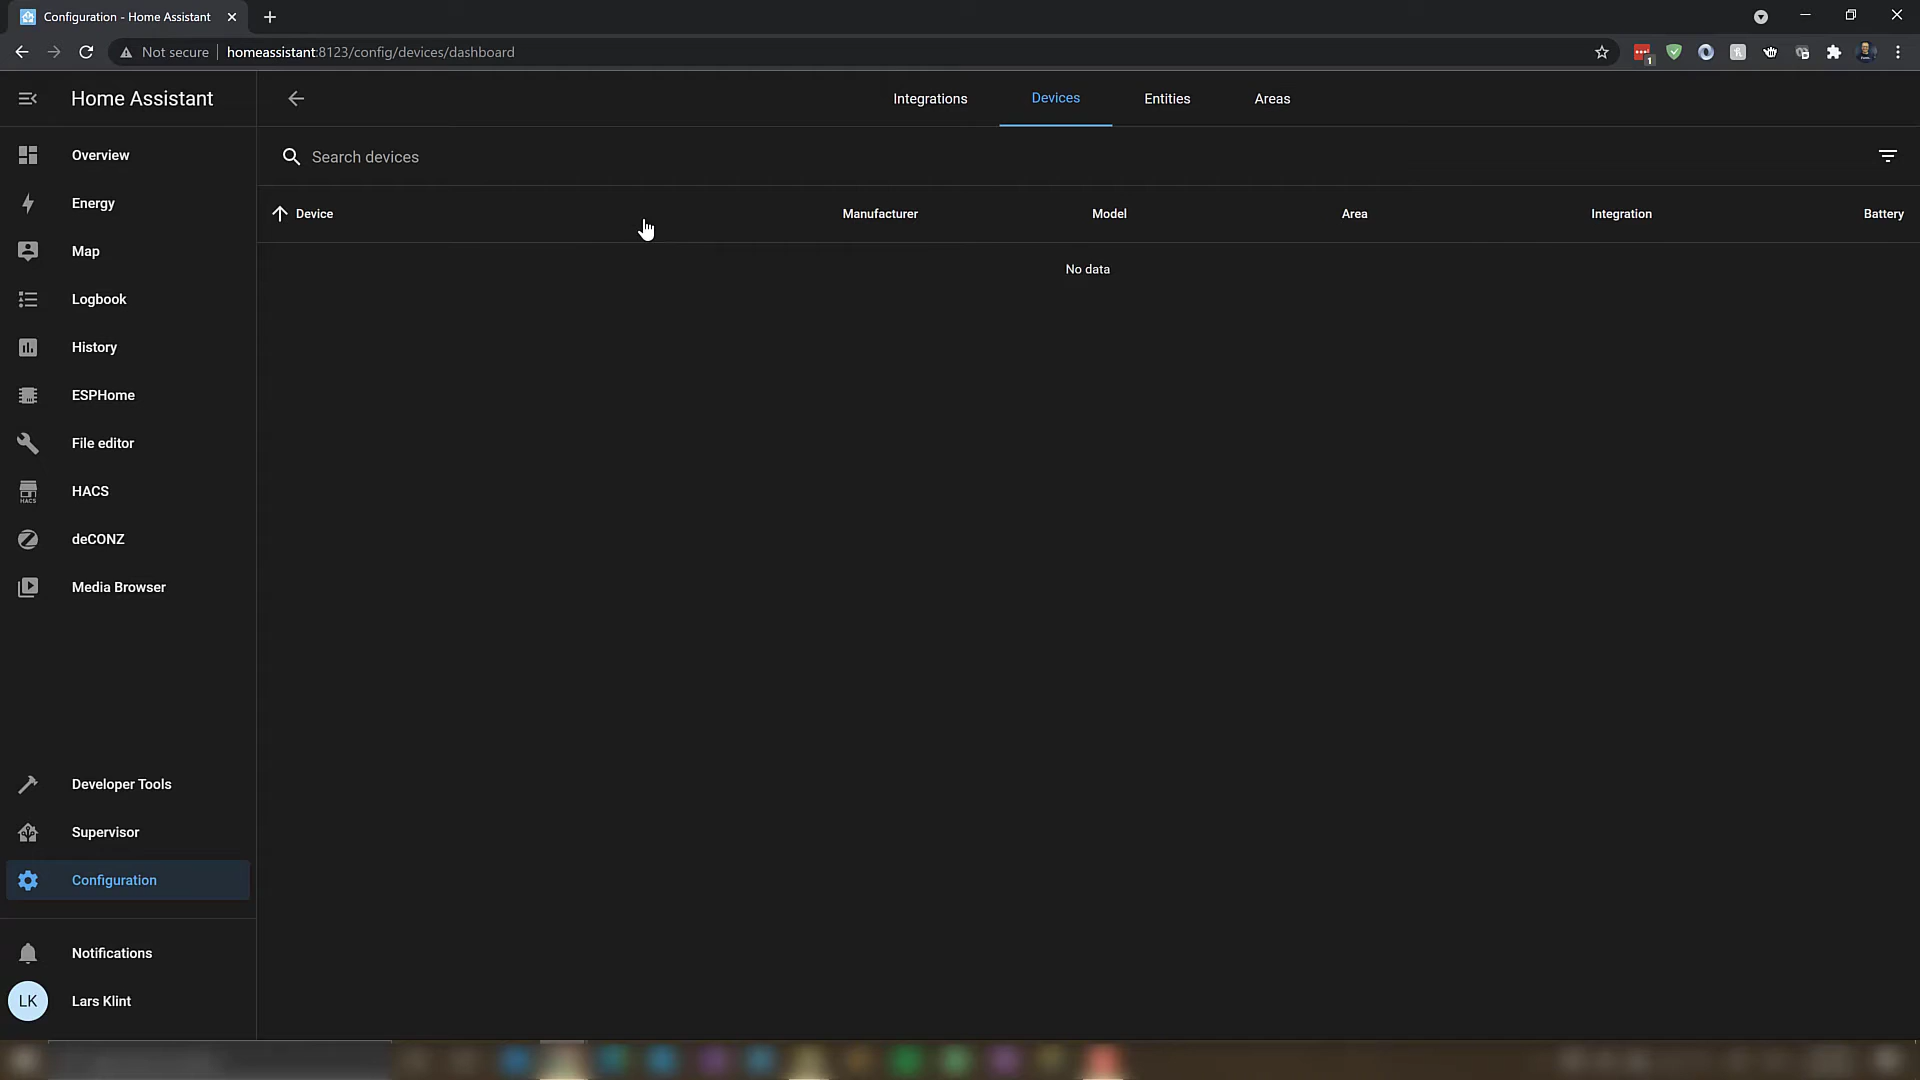 Configuration - Home Assistant
Not secure
homeassistant:8123/config/devices/dashboard
1
Home Assistant
Integrations
Devices
Entities
Areas
Overview
Energy
Map
Logbook
History
ESPHome
File editor
HACS
HACS
deCONZ
Media Browser
Developer Tools
Supervisor
Configuration
Notifications
LK
Lars Klint
Search devices
Device
Manufacturer
Model
Area
Integration
Battery
No data